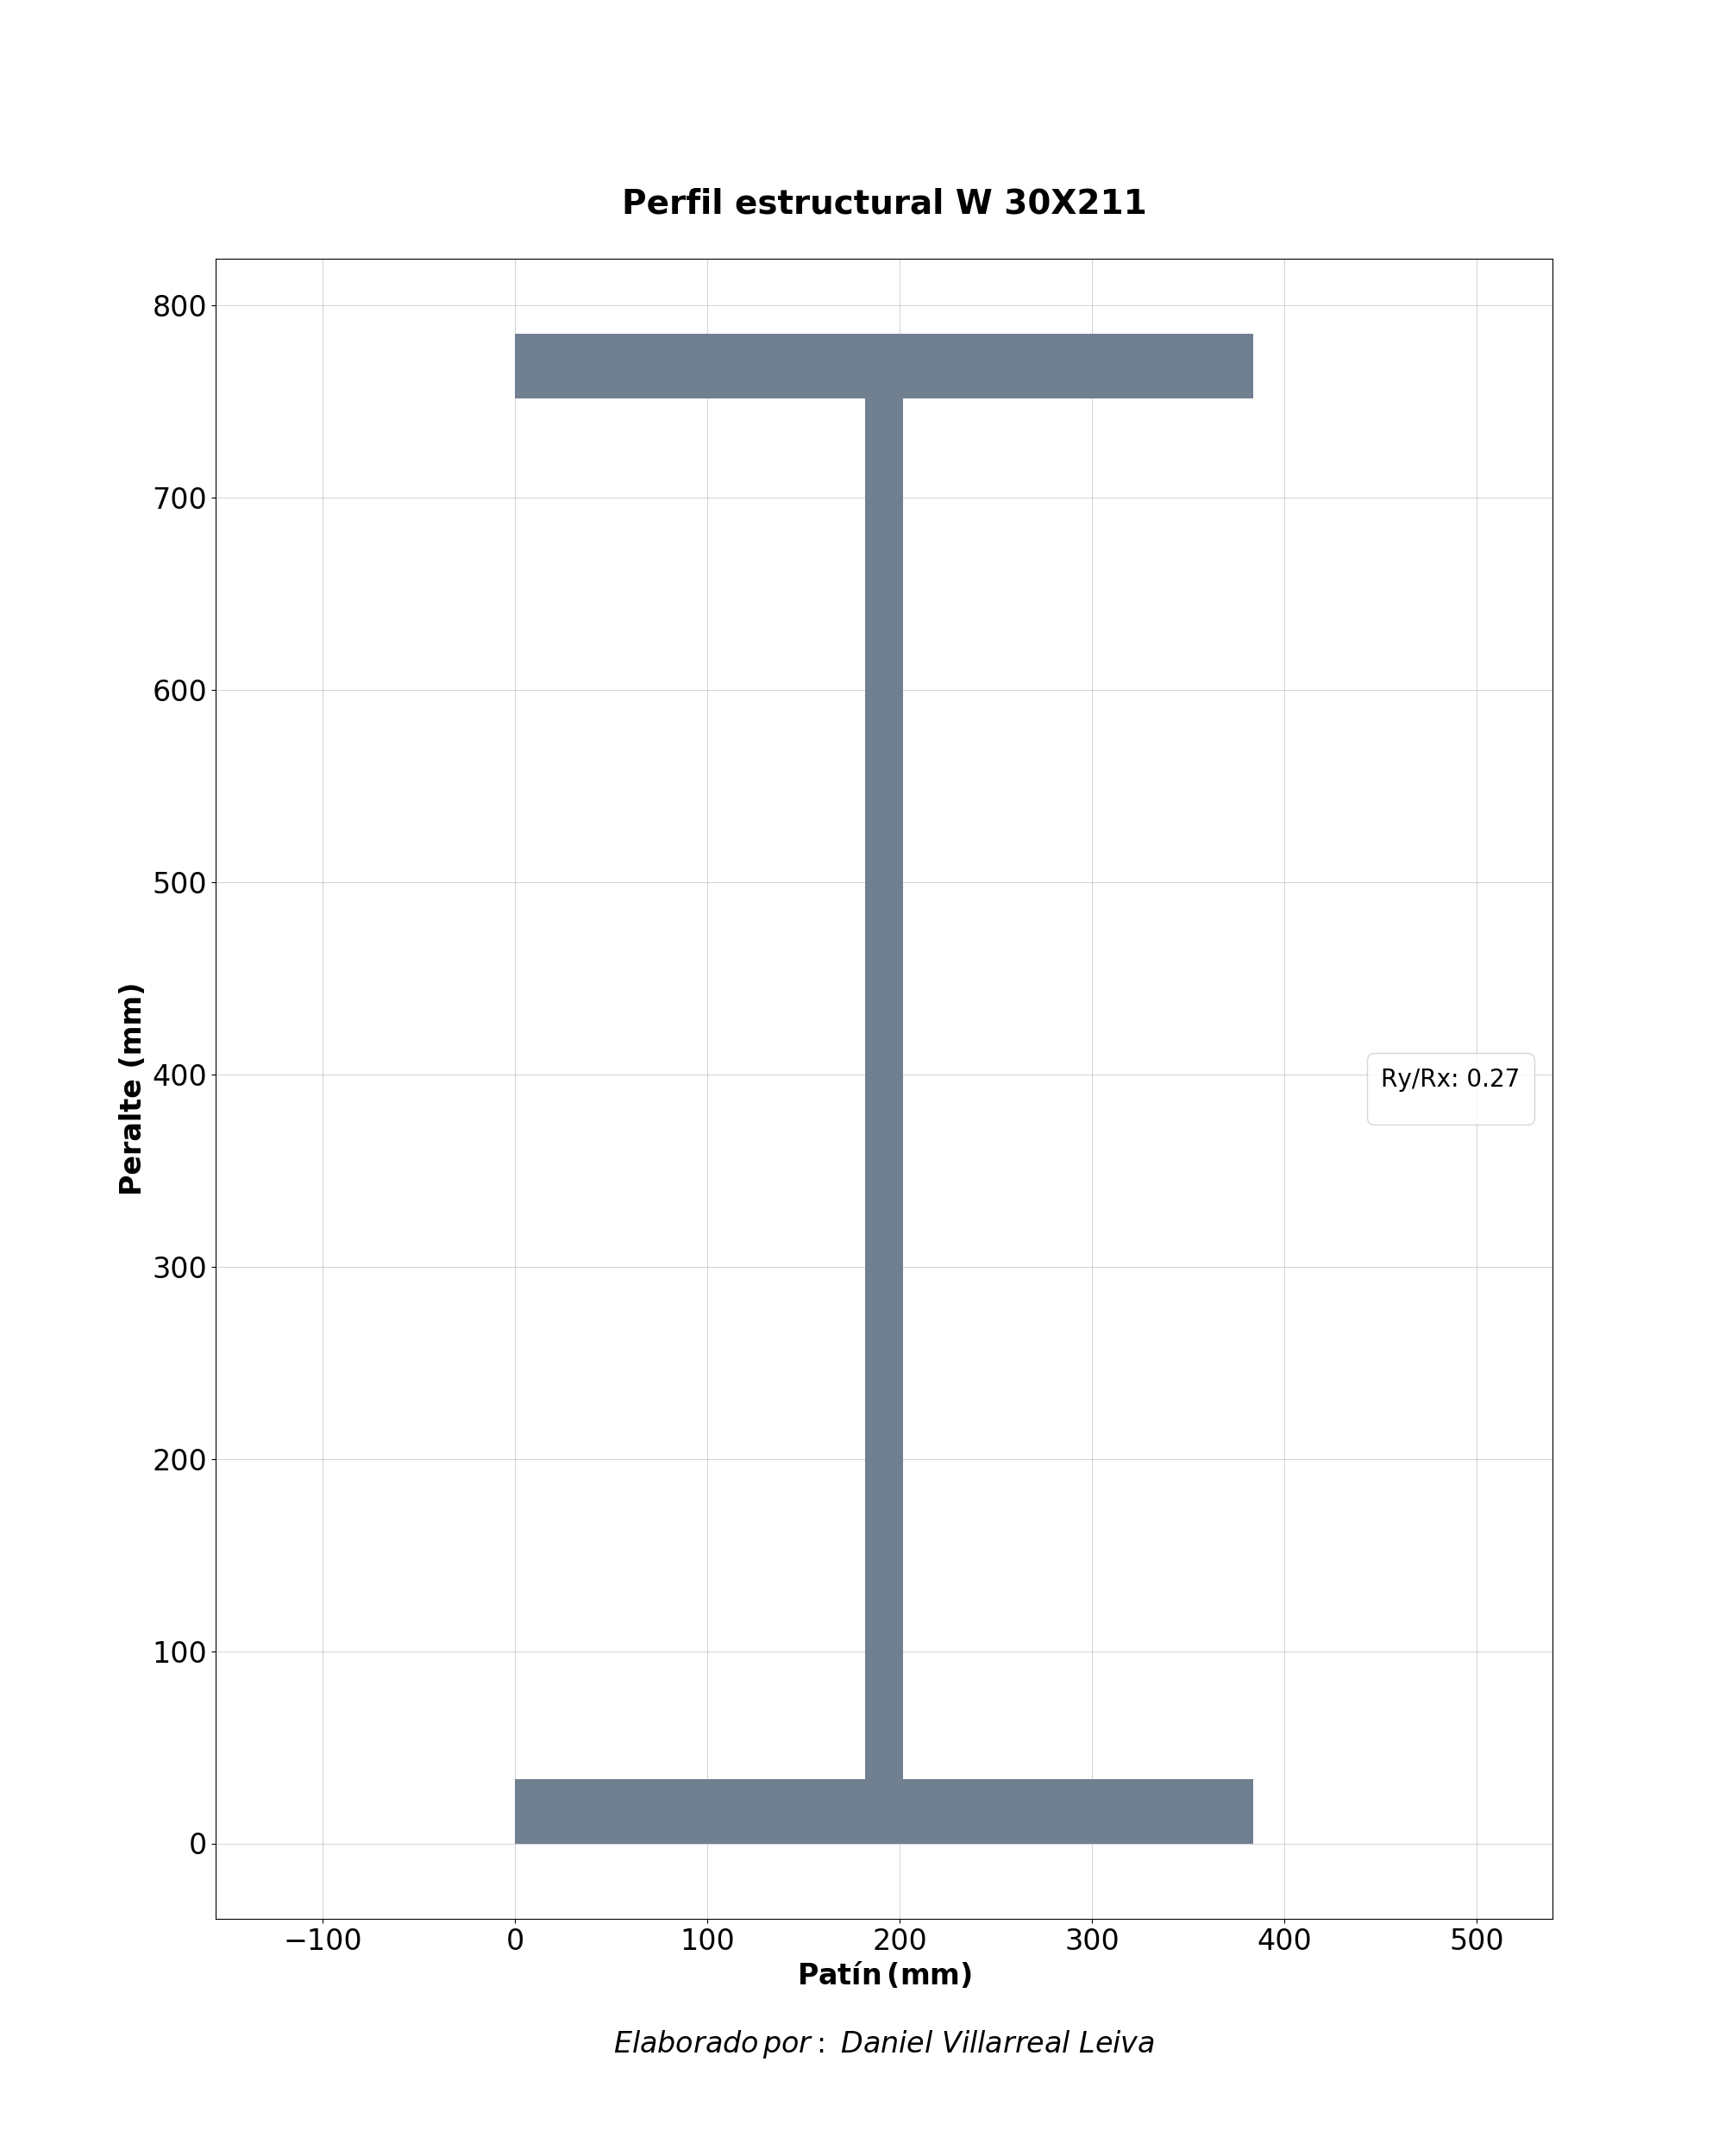 Perfil estructural W 30X211
800
700
600
500
400
300
200
100
0
Peralte (mm)
Ry/Rx: 0.27
−100 0 100 200 300 400 500
Patín (mm)
Elaborado por: Daniel Villarreal Leiva